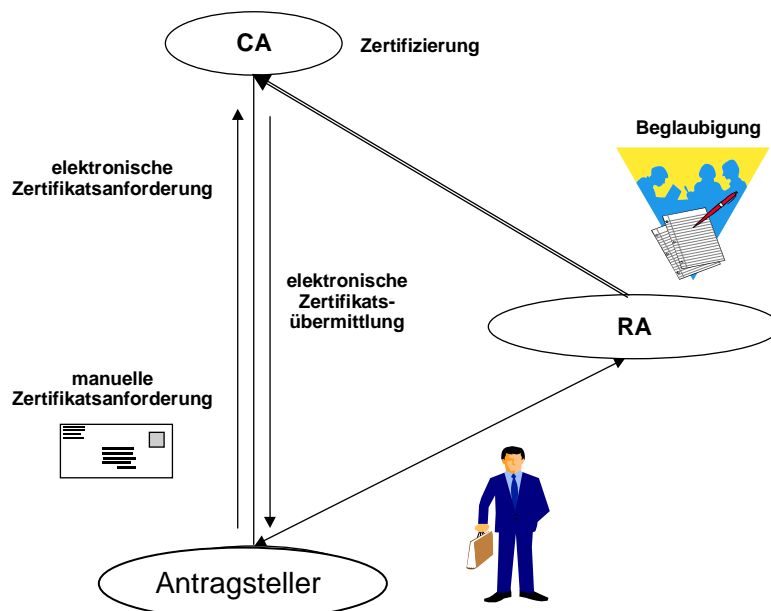 CA
Zertifizierung
Beglaubigung
elektronische
Zertifikatsanforderung
elektronische
Zertifikats-
übermittlung
RA
manuelle
Zertifikatsanforderung
Antragsteller